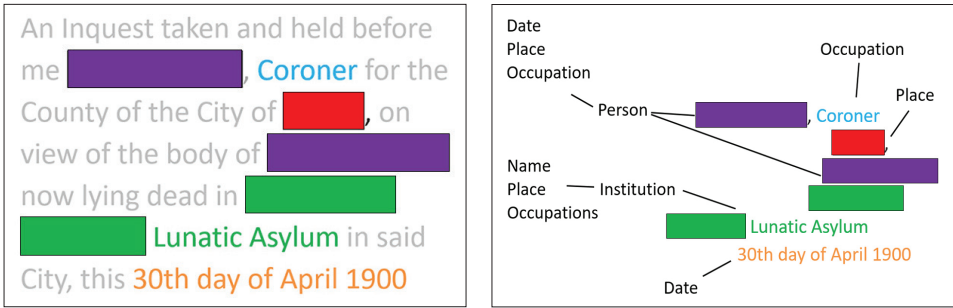 An Inquest taken and held before
me , Coroner for the
County of the City of , on
view of the body of
now lying dead in
Lunatic Asylum in said
City, this 30th day of April 1900
Date
Place
Occupation
Occupation
Place
Person
, Coroner
,
Name
Place
Occupations
Institution
Lunatic Asylum
30th day of April 1900
Date